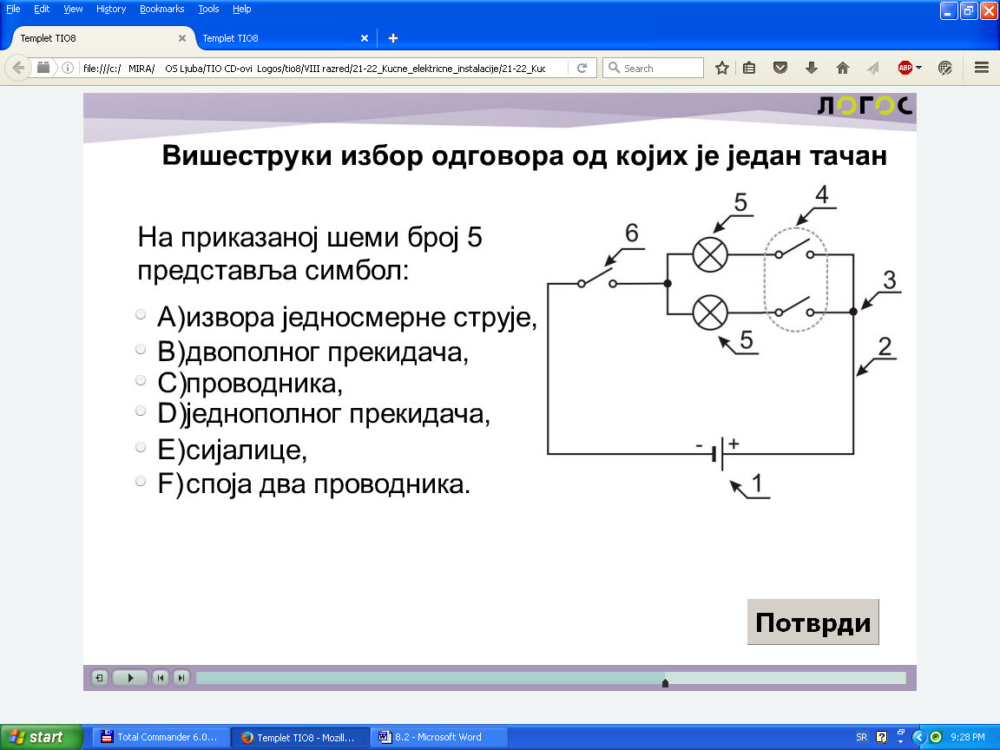 File Edit View History Bookmarks Tools Help
Templet TIO8 Templet TIO8
file:///c:/ MIRA/ OS Ljuba/TIO CD-ovi Logos/tio8/VIII razred/21-22_Kucne_elektricne_instalacije/21-22_Kuc Search ABP
ЛОГОС
Вишеструки избор одговора од којих је један тачан
На приказаној шеми број 5
представља симбол:
A)извора једносмерне струје,
B)двополног прекидача,
C)проводника,
D)једнополног прекидача,
E)сијалице,
F)споја два проводника.
5
4
6
3
5
2
- +
1
Потврди
start Total Commander 6.0... Templet TIO8 - Mozill... 8.2 - Microsoft Word SR 9:28 PM